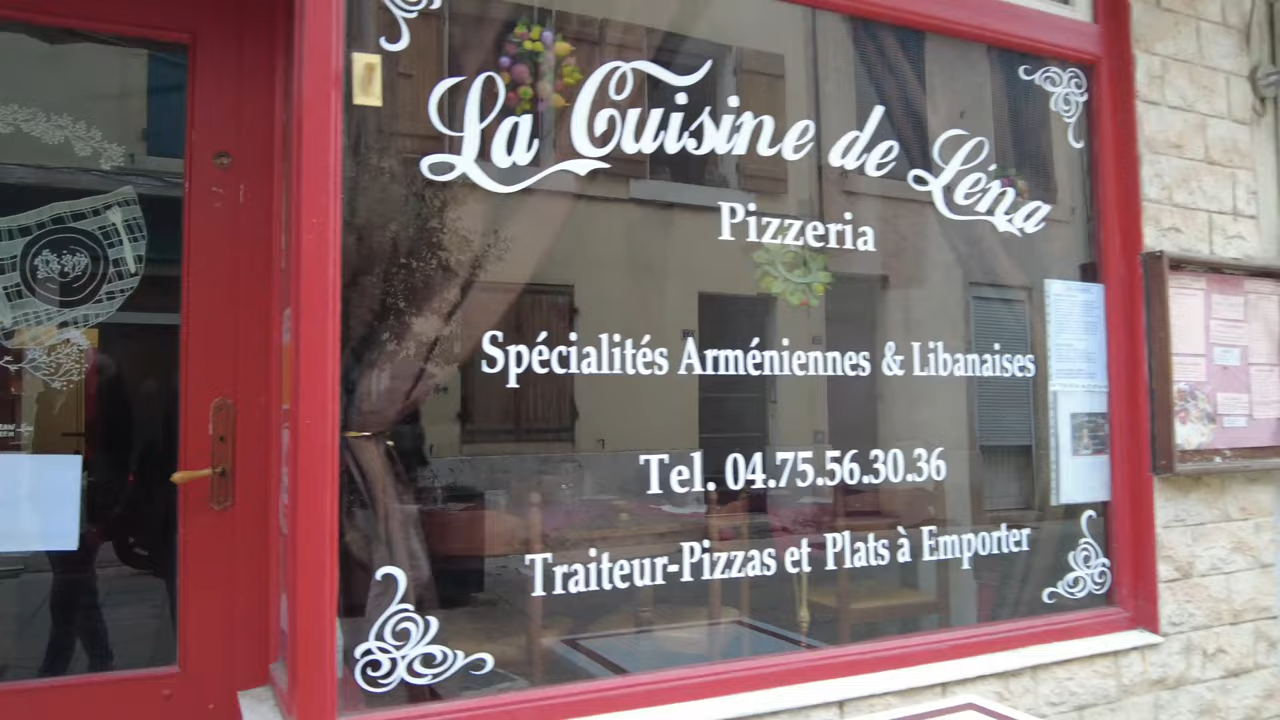 La Cuisine de Léna
Pizzeria
Spécialités Arméniennes & Libanaises
Tel. 04.75.56.30.36
Traiteur-Pizzas et Plats à Emporter